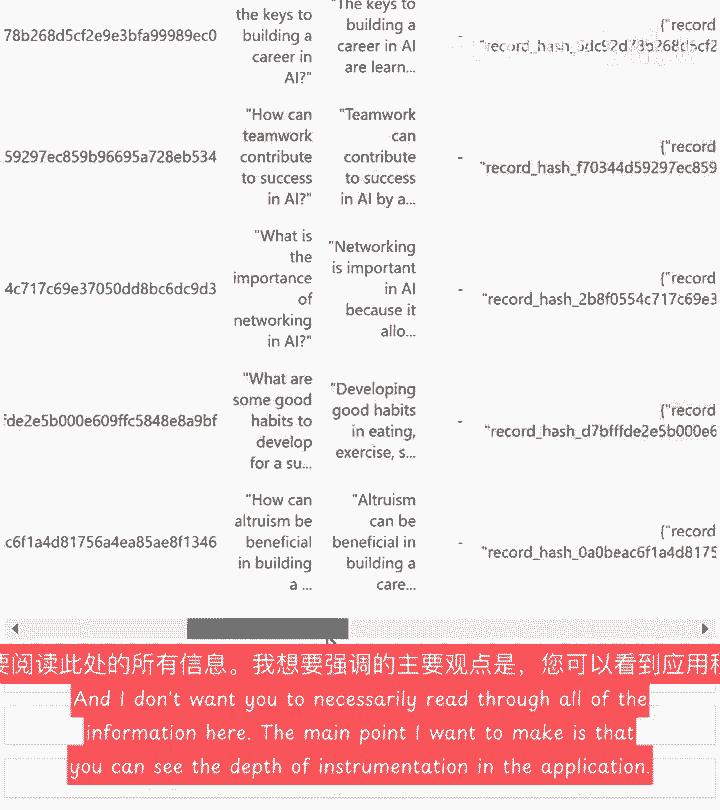 the keys to
building a
career in
AI?"
"The keys to
building a
career in AI
are learn...
78b268d5cf2e9e3bfa99989ec0
-
{"record
"record_hash_6dc92d78b268d5cf2
59297ec859b96695a728eb534
"How can
teamwork
contribute
to success
in AI?"
"Teamwork
can
contribute
to success
in AI by a...
-
{"record
"record_hash_f70344d59297ec859
4c717c69e37050dd8bc6dc9d3
"What is
the
importance
of
networking
in AI?"
"Networking
is important
in AI
because it
allo...
-
{"record
"record_hash_2b8f0554c717c69e3
fde2e5b000e609ffc5848e8a9bf
"What are
some good
habits to
develop
for a su...
"Developing
good habits
in eating,
exercise, s...
-
{"record
"record_hash_d7bfffde2e5b000e6
c6f1a4d81756a4ea85ae8f1346
"How can
altruism be
beneficial
in building
a ...
"Altruism
can be
beneficial in
building a
care...
-
{"record
"record_hash_0a0beac6f1a4d8175
要阅读此处的所有信息。我想要强调的主要观点是，您可以看到应用程
And I don't want you to necessarily read through all of the
information here. The main point I want to make is that
you can see the depth of instrumentation in the application.